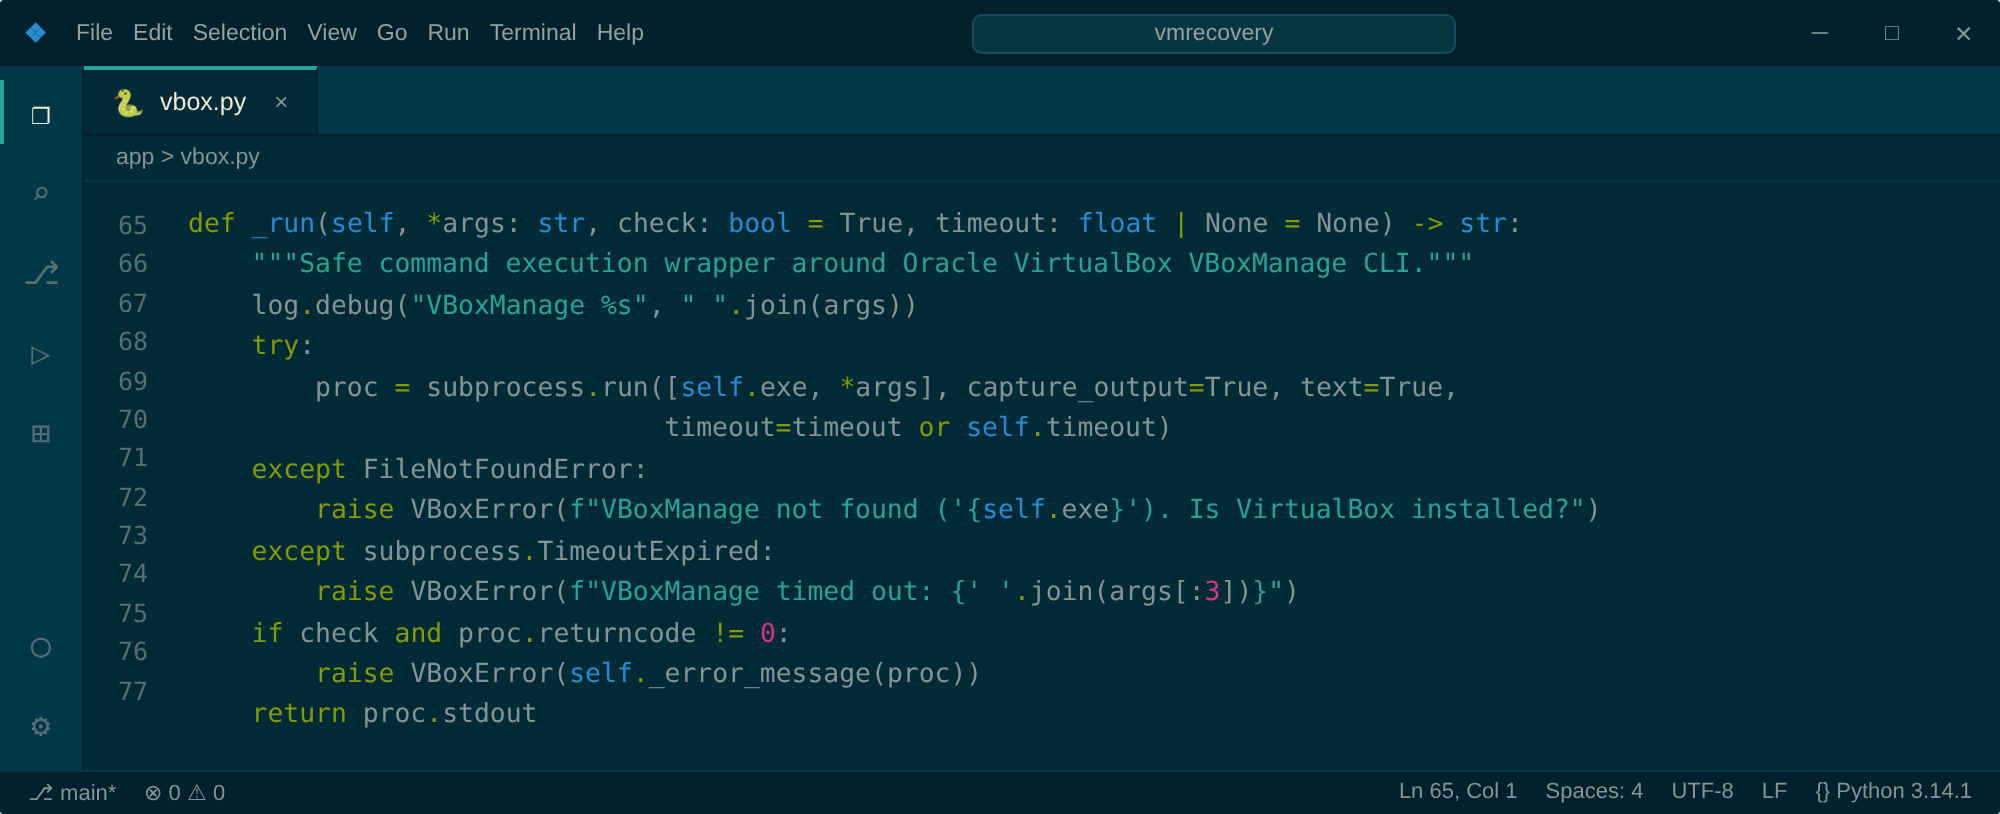 File Edit Selection View Go Run Terminal Help
vmrecovery
vbox.py
app > vbox.py
65 def _run(self, *args: str, check: bool = True, timeout: float | None = None) -> str:
66     """Safe command execution wrapper around Oracle VirtualBox VBoxManage CLI."""
67     log.debug("VBoxManage %s", " ".join(args))
68     try:
69         proc = subprocess.run([self.exe, *args], capture_output=True, text=True,
70                               timeout=timeout or self.timeout)
71     except FileNotFoundError:
72         raise VBoxError(f"VBoxManage not found ('{self.exe}'). Is VirtualBox installed?")
73     except subprocess.TimeoutExpired:
74         raise VBoxError(f"VBoxManage timed out: {' '.join(args[:3])}")
75     if check and proc.returncode != 0:
76         raise VBoxError(self._error_message(proc))
77     return proc.stdout
main* 0 0 Ln 65, Col 1 Spaces: 4 UTF-8 LF {} Python 3.14.1